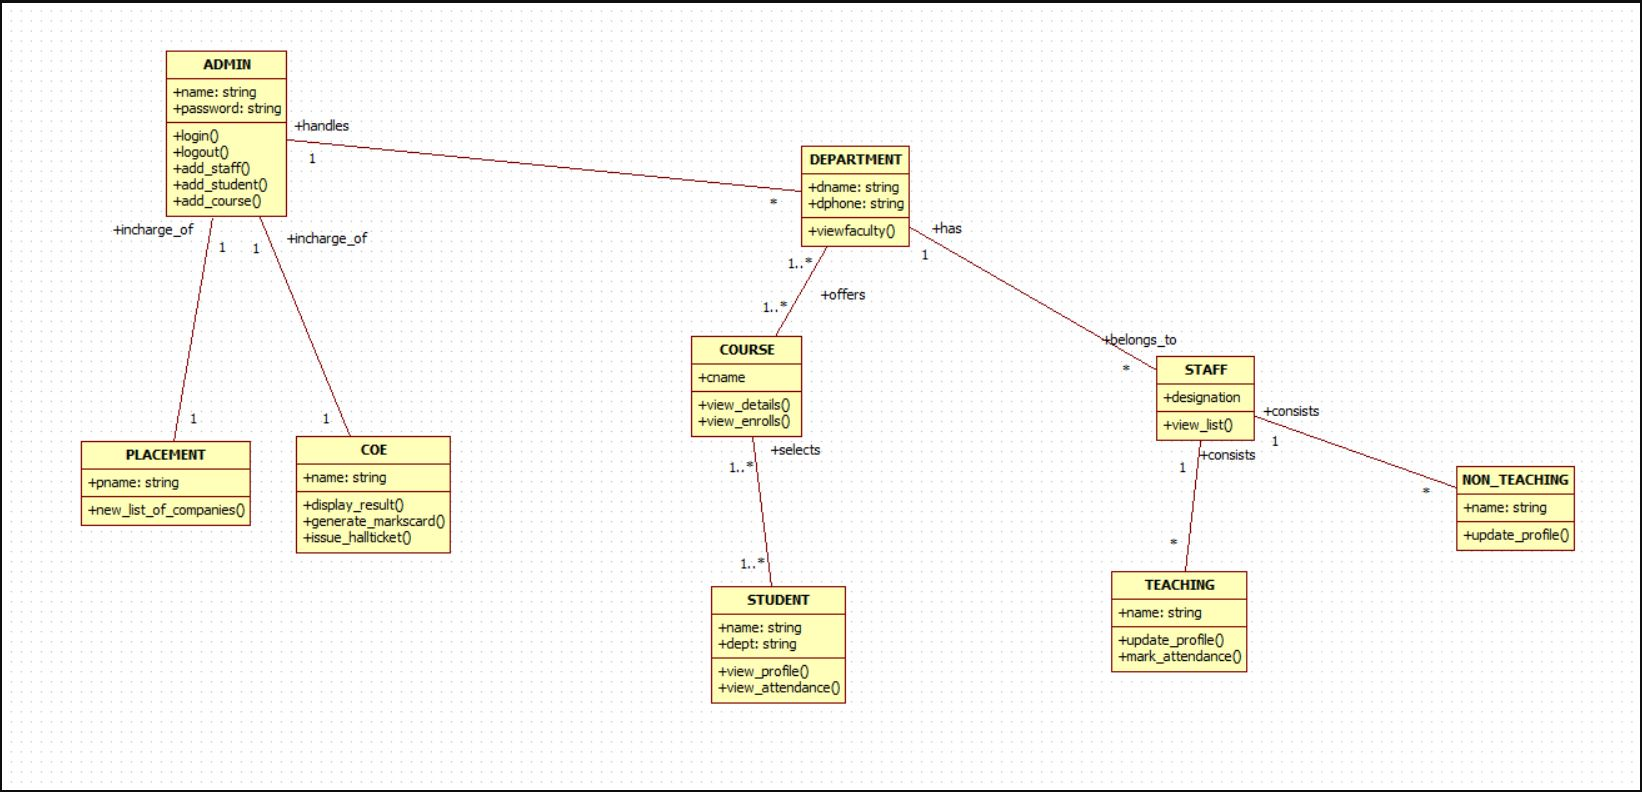 ADMIN
+name: string
+password: string
+login()
+logout()
+add_staff()
+add_student()
+add_course()
+handles
1
*
+incharge_of
1
1
+incharge_of
1
1
DEPARTMENT
+dname: string
+dphone: string
+viewfaculty()
+has
1
1..*
+offers
1..*
+belongs_to
*
COURSE
+cname
+view_details()
+view_enrolls()
+selects
1..*
1..*
STAFF
+designation
+view_list()
+consists
1
+consists
1
*
*
PLACEMENT
+pname: string
+new_list_of_companies()
COE
+name: string
+display_result()
+generate_markscard()
+issue_hallticket()
NON_TEACHING
+name: string
+update_profile()
STUDENT
+name: string
+dept: string
+view_profile()
+view_attendance()
TEACHING
+name: string
+update_profile()
+mark_attendance()